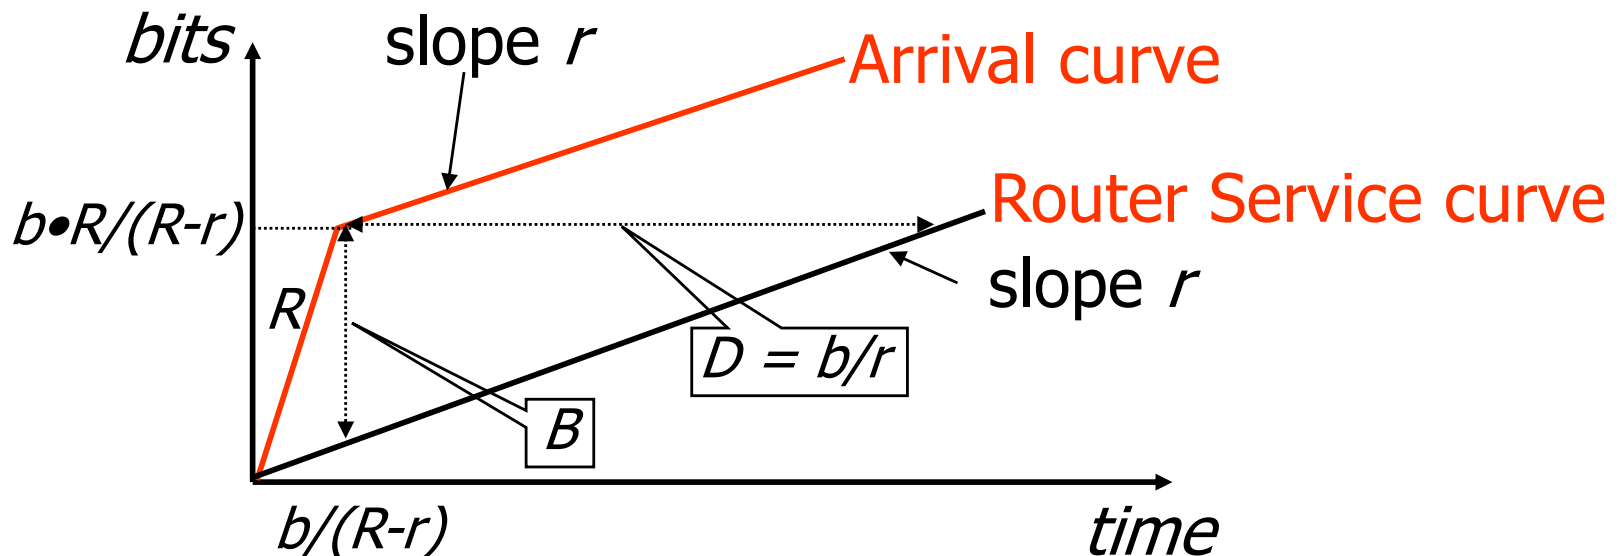 bits
slope r
Arrival curve
Router Service curve
b•R/(R-r)
slope r
R
D = b/r
B
b/(R-r)
time